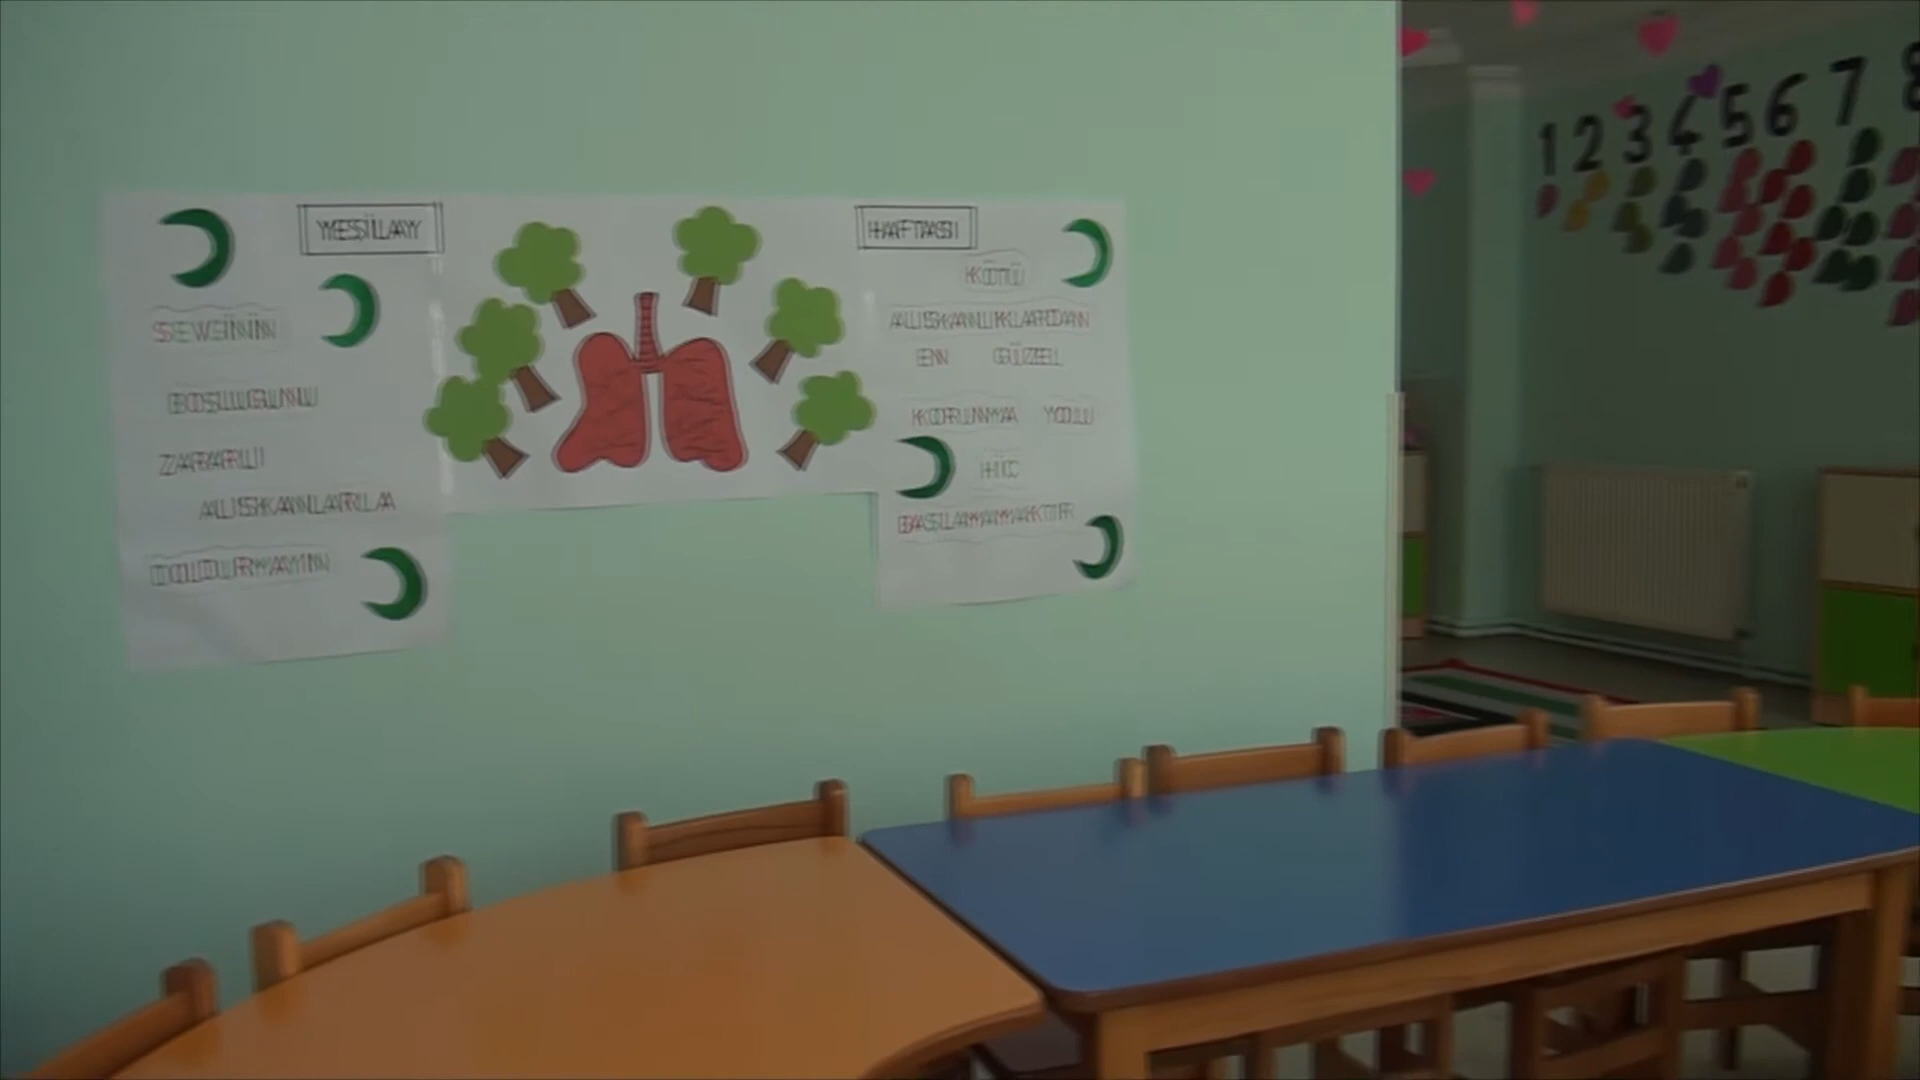 YEŞİLAY HAFTASI
SEVGİNİN
BOŞLUĞUNU
ZARARLI
ALIŞKANLIKLARLA
DOLDURMAYIN
KÖTÜ
ALIŞKANLIKLARDAN
EN GÜZEL
KORUNMA YOLU
HİÇ
BAŞLAMAMAKTIR
1 2 3 4 5 6 7 8